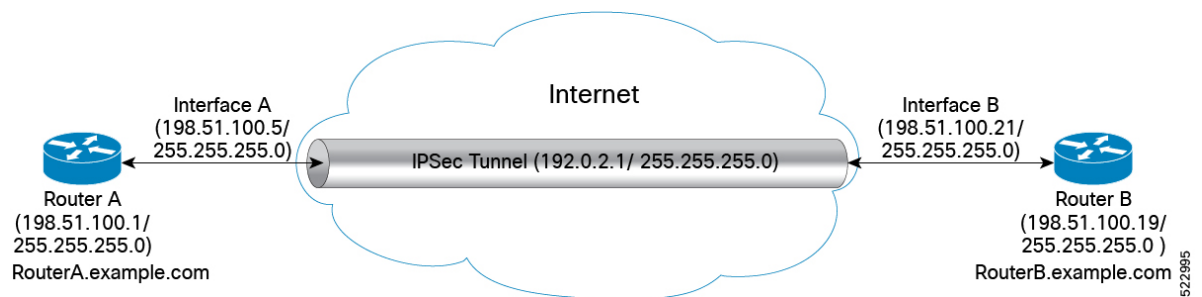 Internet
Interface A
(198.51.100.5/
255.255.255.0)
Interface B
(198.51.100.21/
255.255.255.0)
IPSec Tunnel (192.0.2.1/ 255.255.255.0)
Router A
(198.51.100.1/
255.255.255.0)
RouterA.example.com
Router B
(198.51.100.19/
255.255.255.0 )
RouterB.example.com
522995